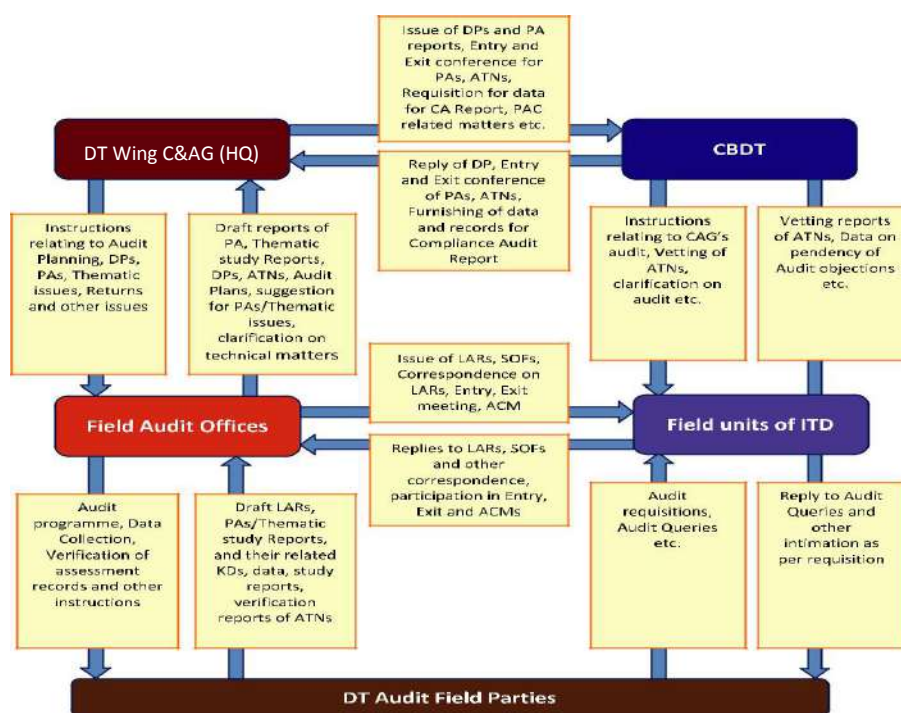 Issue of DPs and PA
reports, Entry and
Exit conference for
PAs, ATNs,
Requisition for data
for CA Report, PAC
related matters etc.
DT Wing C&AG (HQ)
CBDT
Reply of DP, Entry
and Exit conference
of PAs, ATNs,
Furnishing of data
and records for
Compliance Audit
Report
Instructions
relating to Audit
Planning, DPs,
PAs, Thematic
issues, Returns
and other issues
Draft reports of
PA, Thematic
study Reports,
DPs, ATNs, Audit
Plans, suggestion
for PAs/Thematic
issues,
clarification on
technical matters
Instructions
relating to CAG's
audit, Vetting of
ATNs,
clarification on
audit etc.
Vetting reports
of ATNs, Data on
pendency of
Audit objections
etc.
Issue of LARs, SOFs,
Correspondence on
LARs, Entry, Exit
meeting, ACM
Field Audit Offices
Field units of ITD
Replies to LARs, SOFs
and other
correspondence,
participation in Entry,
Exit and ACMs
Audit
programme, Data
Collection,
Verification of
assessment
records and other
instructions
Draft LARs,
PAs/Thematic
study Reports,
and their related
KDs, data, study
reports,
verification
reports of ATNs
Audit
requisitions,
Audit Queries
etc.
Reply to Audit
Queries and
other
intimation as
per requisition
DT Audit Field Parties